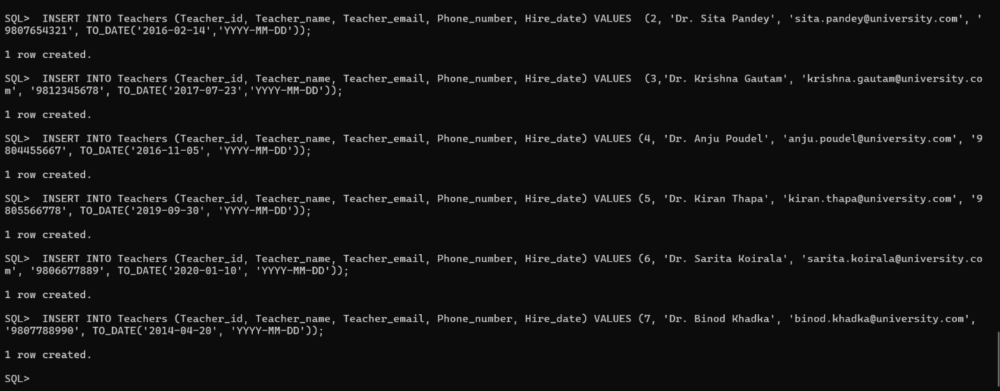 SQL>  INSERT INTO Teachers (Teacher_id, Teacher_name, Teacher_email, Phone_number, Hire_date) VALUES  (2, 'Dr. Sita Pandey', 'sita.pandey@university.com', '
9807654321', TO_DATE('2016-02-14','YYYY-MM-DD'));
1 row created.
SQL>  INSERT INTO Teachers (Teacher_id, Teacher_name, Teacher_email, Phone_number, Hire_date) VALUES  (3,'Dr. Krishna Gautam', 'krishna.gautam@university.co
m', '9812345678', TO_DATE('2017-07-23','YYYY-MM-DD'));
1 row created.
SQL>  INSERT INTO Teachers (Teacher_id, Teacher_name, Teacher_email, Phone_number, Hire_date) VALUES (4, 'Dr. Anju Poudel', 'anju.poudel@university.com', '9
804455667', TO_DATE('2016-11-05', 'YYYY-MM-DD'));
1 row created.
SQL>  INSERT INTO Teachers (Teacher_id, Teacher_name, Teacher_email, Phone_number, Hire_date) VALUES (5, 'Dr. Kiran Thapa', 'kiran.thapa@university.com', '9
805566778', TO_DATE('2019-09-30', 'YYYY-MM-DD'));
1 row created.
SQL>  INSERT INTO Teachers (Teacher_id, Teacher_name, Teacher_email, Phone_number, Hire_date) VALUES (6, 'Dr. Sarita Koirala', 'sarita.koirala@university.co
m', '9806677889', TO_DATE('2020-01-10', 'YYYY-MM-DD'));
1 row created.
SQL>  INSERT INTO Teachers (Teacher_id, Teacher_name, Teacher_email, Phone_number, Hire_date) VALUES (7, 'Dr. Binod Khadka', 'binod.khadka@university.com',
'9807788990', TO_DATE('2014-04-20', 'YYYY-MM-DD'));
1 row created.
SQL>